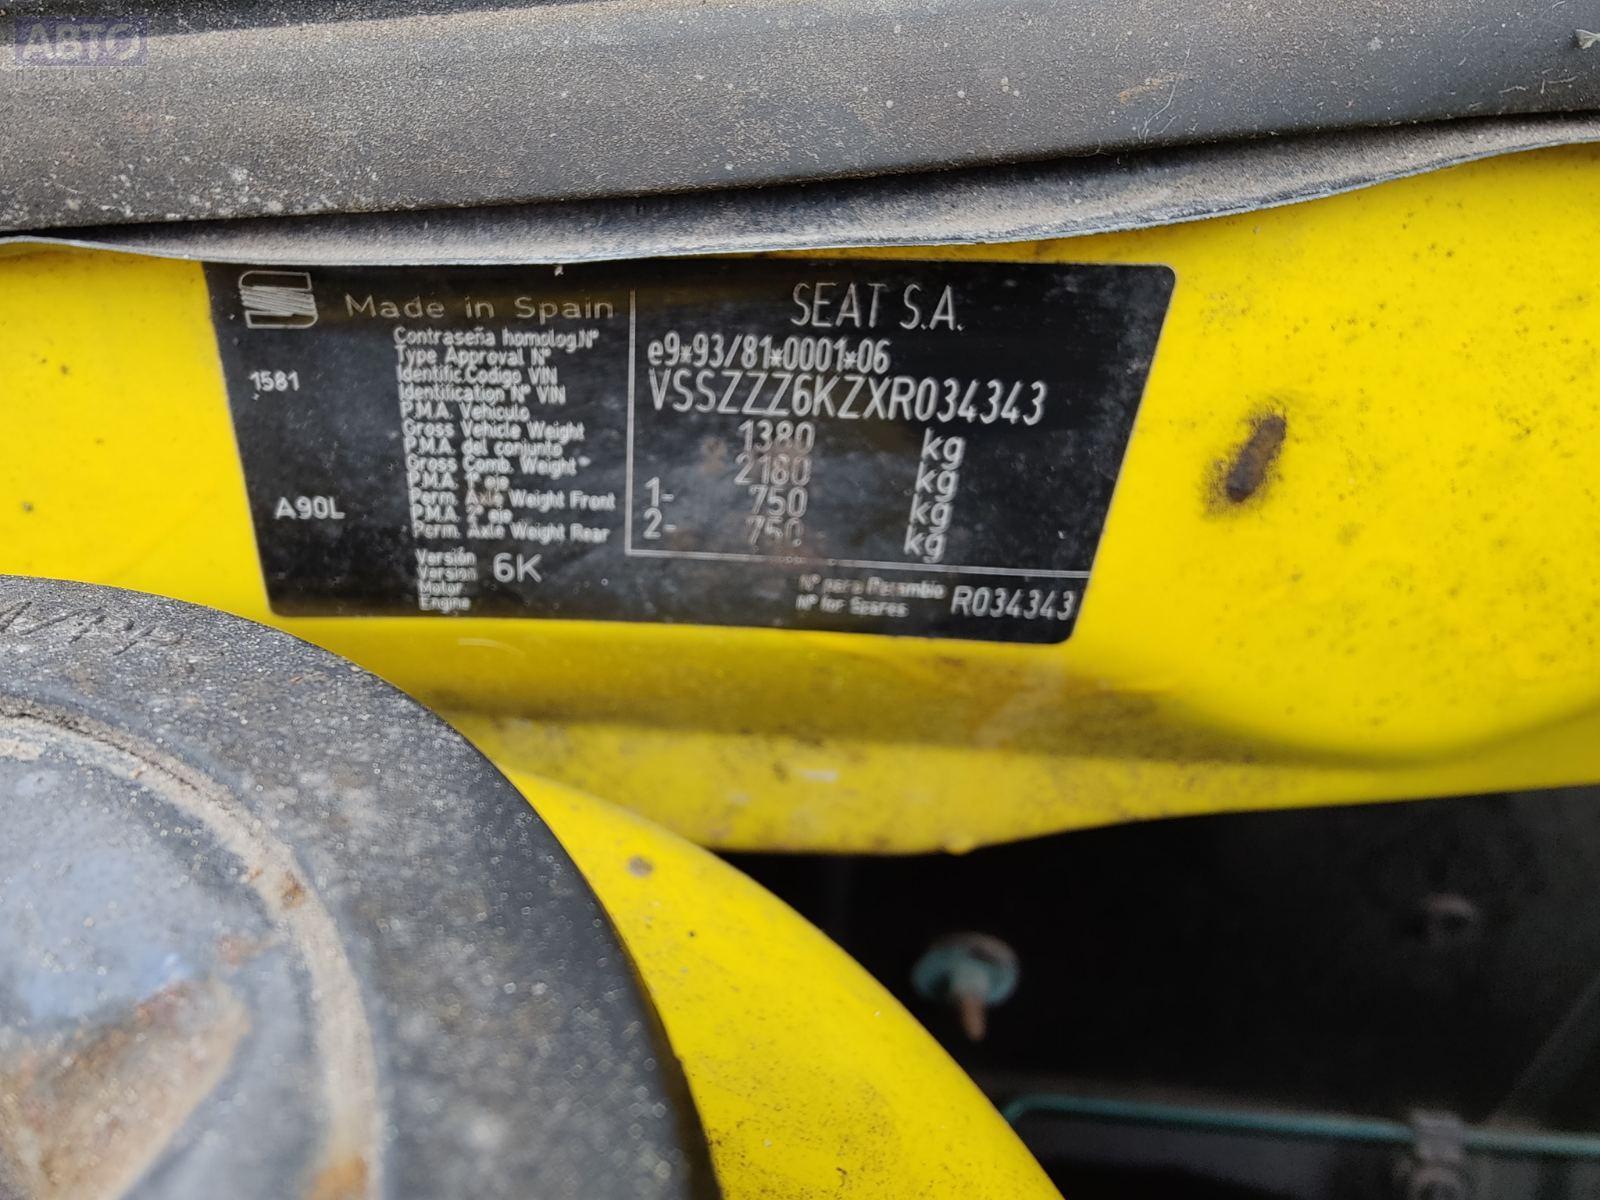 АВТО
ПРИВОЗ
Made in Spain
SEAT S.A.
Contraseña homolog.Nº
Type Approval Nº
e9*93/81*0001*06
Identific.Codigo VIN
Identification Nº VIN
VSSZZZ6KZXR034343
1581
P.M.A. Vehiculo
Gross Vehicle Weight
1380 kg
P.M.A. del conjunto
Gross Comb. Weight*
2180 kg
P.M.A. 1º eje
Perm. Axle Weight Front
1- 750 kg
P.M.A. 2º eje
Perm. Axle Weight Rear
2- 750 kg
A90L
Versión
Version
6K
Motor
Engine
Nº para Recambio
Nº for Spares
R034343